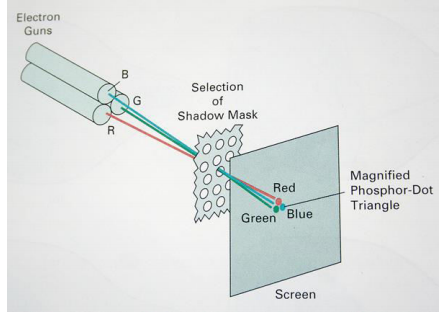 Electron
Guns
B
G
R
Selection
of
Shadow Mask
Red
Green
Blue
Magnified
Phosphor-Dot
Triangle
Screen